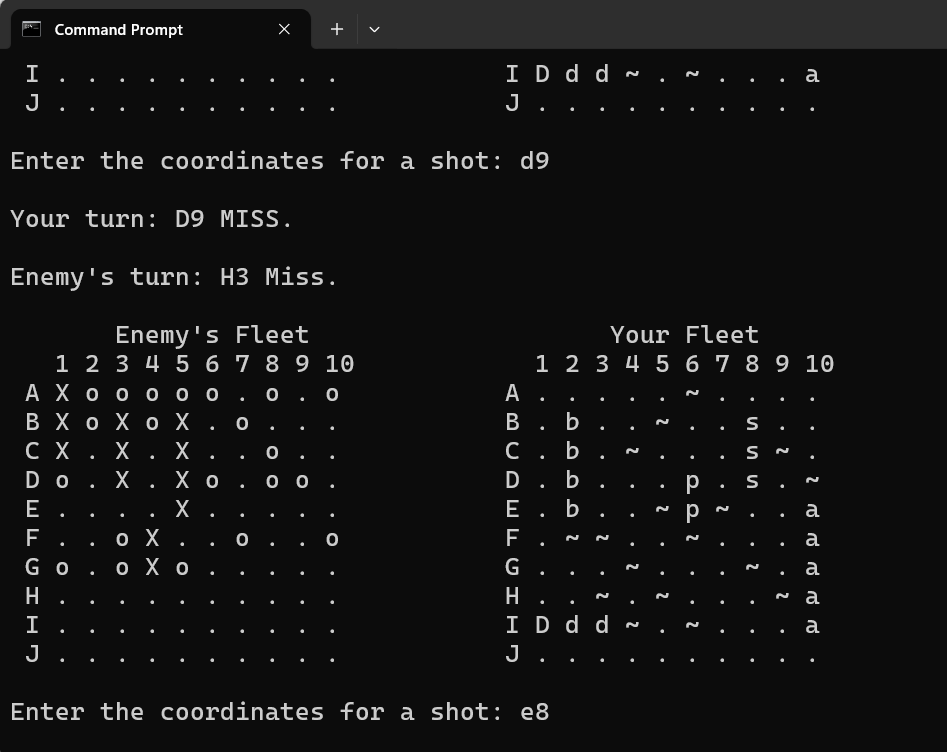 Command Prompt
I . . . . . . . . . .           I D d d ~ . ~ . . . a
J . . . . . . . . . .           J . . . . . . . . . .
Enter the coordinates for a shot: d9
Your turn: D9 MISS.
Enemy's turn: H3 Miss.
Enemy's Fleet                    Your Fleet
1 2 3 4 5 6 7 8 9 10            1 2 3 4 5 6 7 8 9 10
A X o o o o o . o . o           A . . . . . ~ . . . .
B X o X o X . o . . .           B . b . . ~ . . s . .
C X . X . X . . o . .           C . b . ~ . . . s ~ .
D o . X . X o . o o .           D . b . . . p . s . ~
E . . . . X . . . . .           E . b . . ~ p ~ . . a
F . . o X . . o . . o           F . ~ ~ . . ~ . . . a
G o . o X o . . . . .           G . . . ~ . . . ~ . a
H . . . . . . . . . .           H . . ~ . ~ . . . ~ a
I . . . . . . . . . .           I D d d ~ . ~ . . . a
J . . . . . . . . . .           J . . . . . . . . . .
Enter the coordinates for a shot: e8